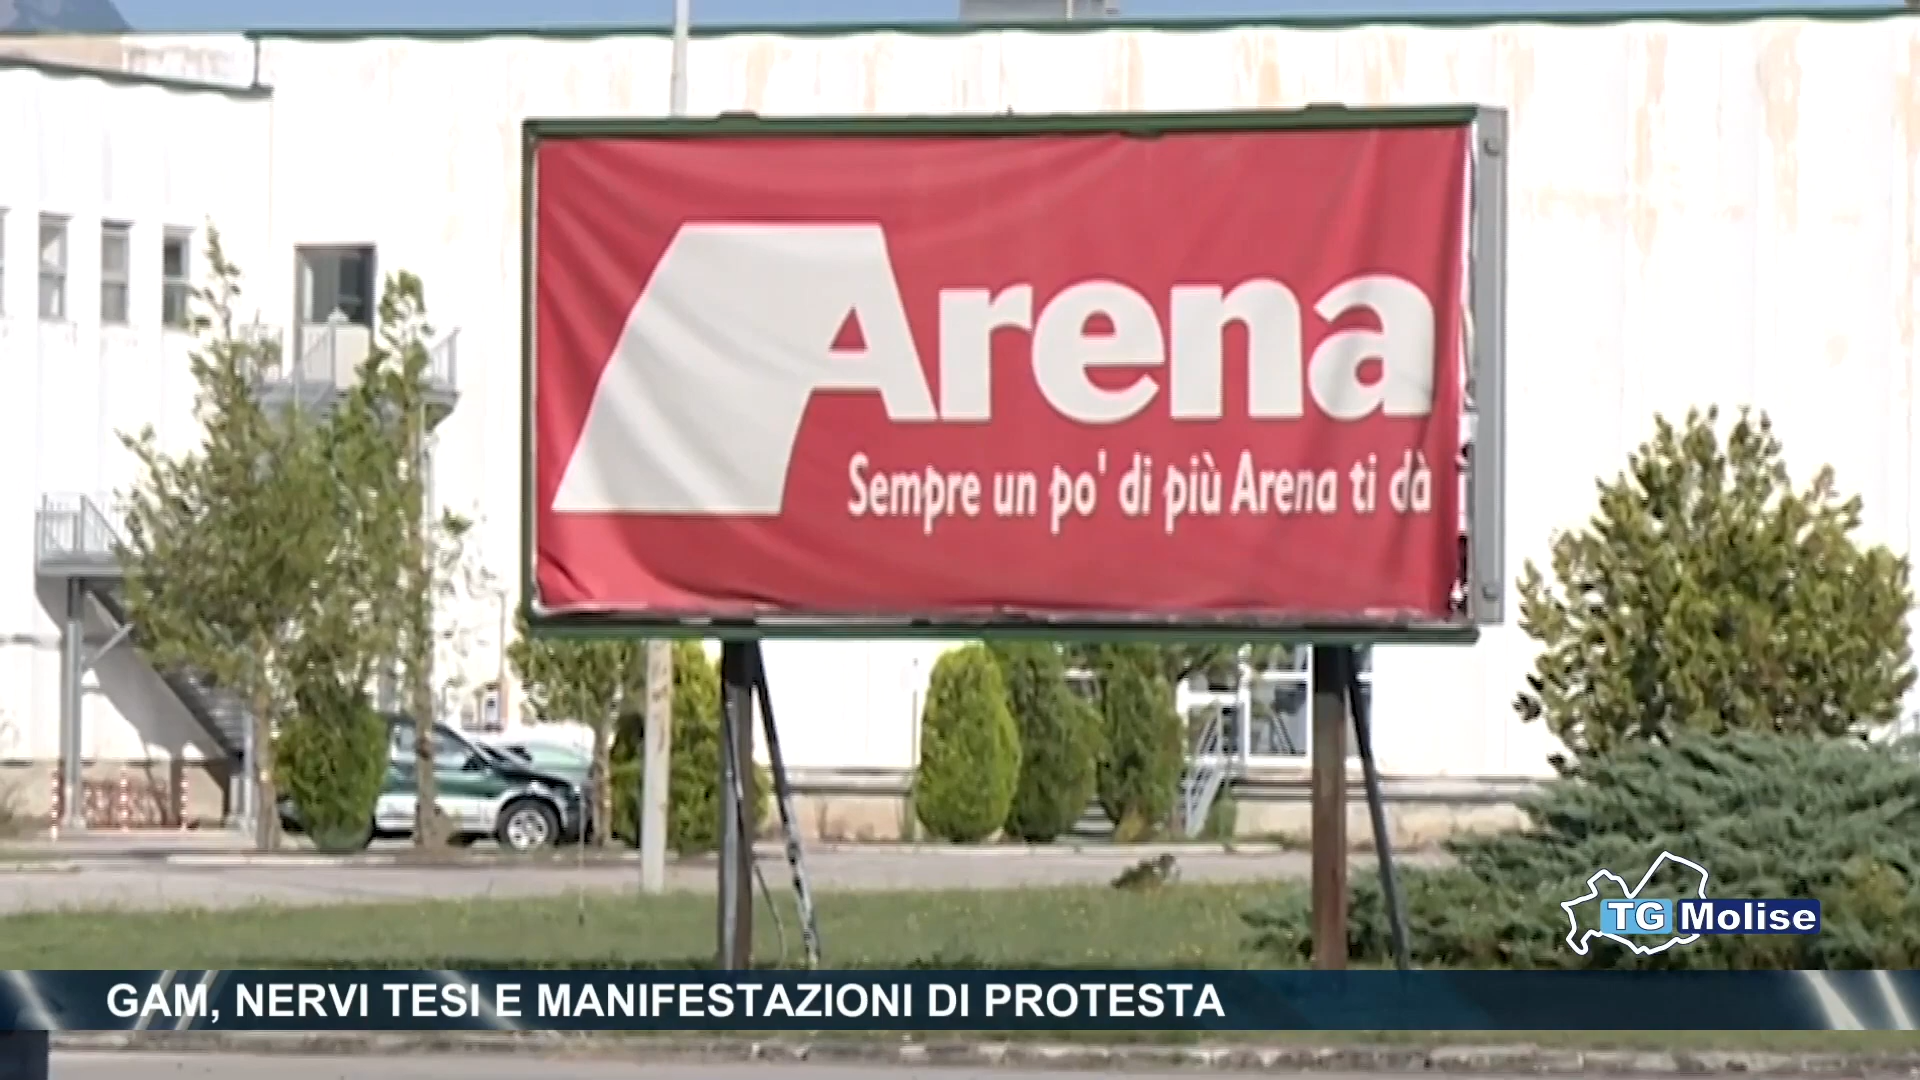 Arena
Sempre un po' di più Arena ti dà
TG Molise
GAM, NERVI TESI E MANIFESTAZIONI DI PROTESTA